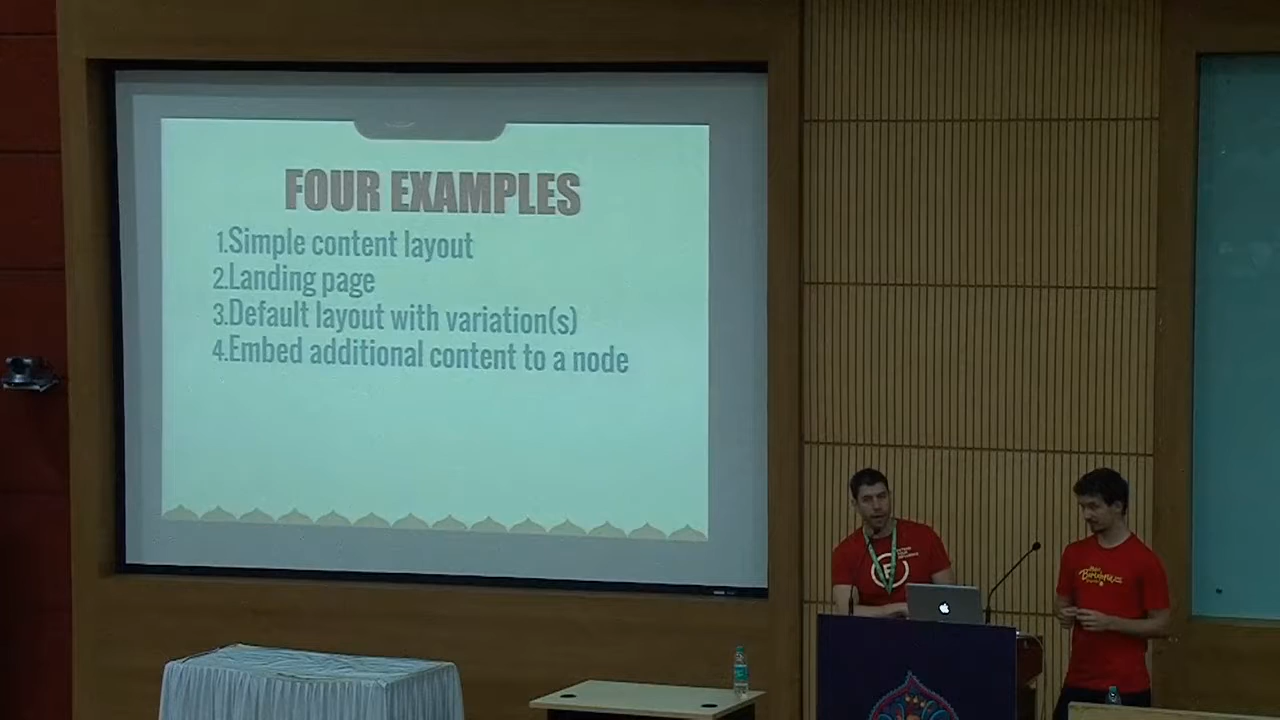 FOUR EXAMPLES
1.Simple content layout
2.Landing page
3.Default layout with variation(s)
4.Embed additional content to a node